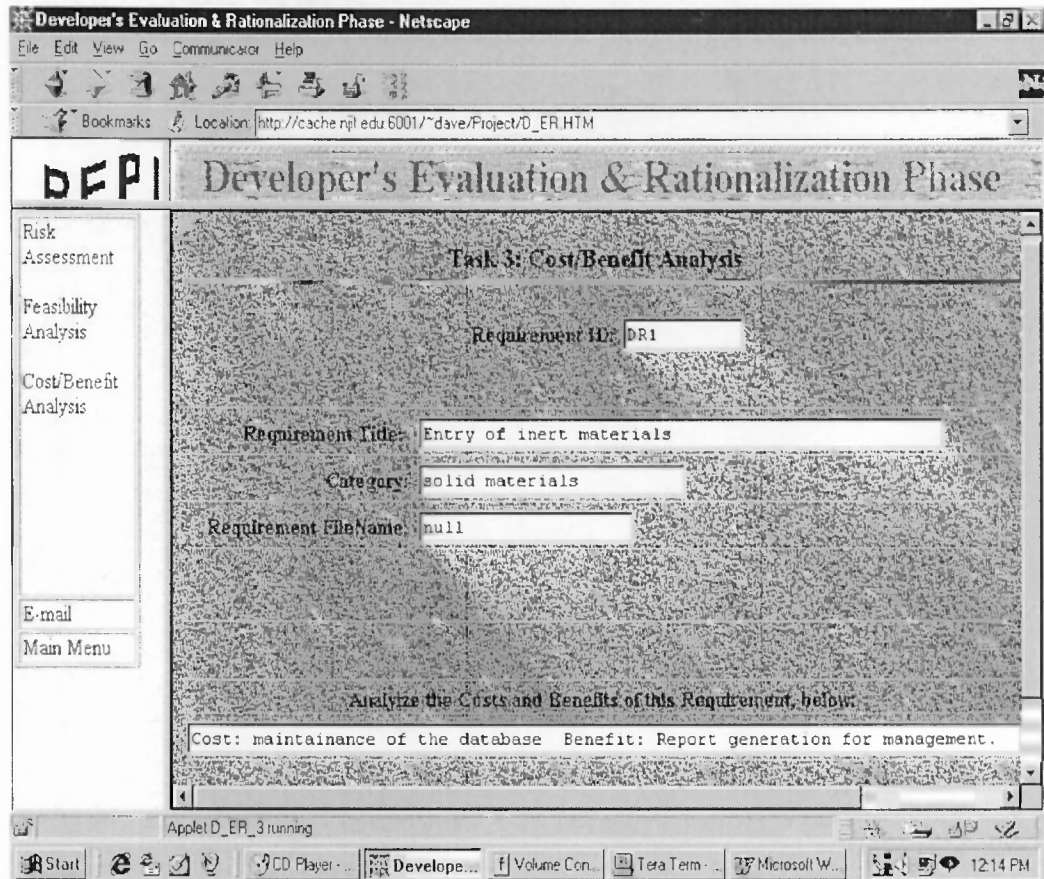 Developer's Evaluation & Rationalization Phase - Netscape
File Edit View Go Communicator Help
N
Bookmarks Location: http://cache.njit.edu:6001/~dave/Project/D_ER.HTM
DEPI
Developer's Evaluation & Rationalization Phase
Risk
Assessment
Feasibility
Analysis
Cost/Benefit
Analysis
E-mail
Main Menu
Task 3: Cost/Benefit Analysis
Requirement ID: DR1
Requirement Title: Entry of inert materials
Category: solid materials
Requirement FileName: null
Analyize the Costs and Benefits of this Requirement, below:
Cost: maintainance of the database Benefit: Report generation for management.
Applet D_ER_3 running
Start CD Player - ... Develope... Volume Con... Tera Term - ... Microsoft W... 12:14 PM